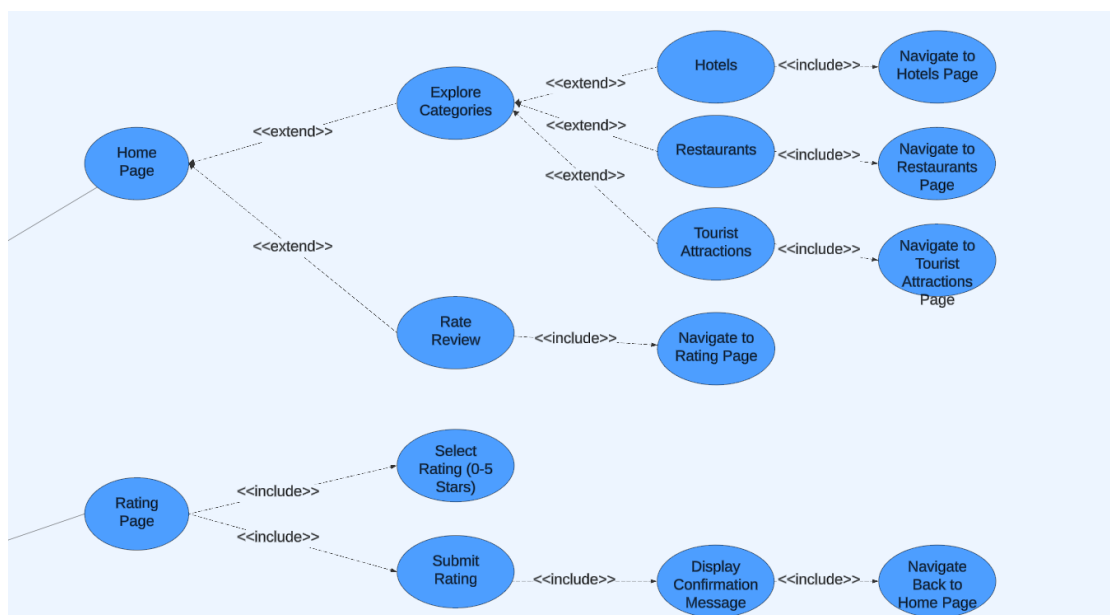 Hotels
<<include>>
Navigate to
Hotels Page
<<extend>>
Explore
Categories
<<extend>>
<<extend>>
Home
Page
Restaurants
<<include>>
Navigate to
Restaurants
Page
<<extend>>
Tourist
Attractions
<<include>>
Navigate to
Tourist
Attractions
Page
<<extend>>
Rate
Review
<<include>>
Navigate to
Rating Page
Select
Rating (0-5
Stars)
<<include>>
Rating
Page
<<include>>
Submit
Rating
<<include>>
Display
Confirmation
Message
<<include>>
Navigate
Back to
Home Page